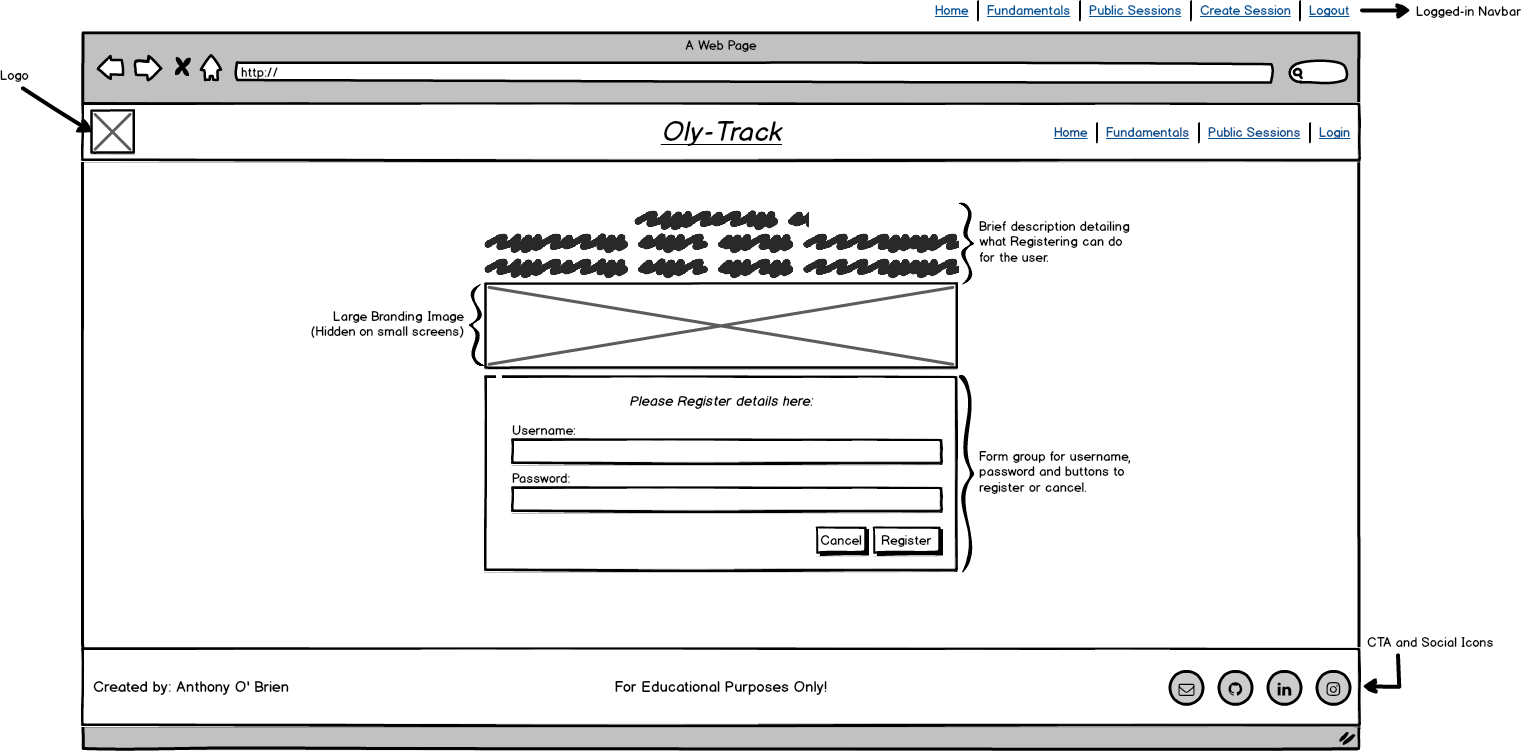 Home Fundamentals Public Sessions Create Session Logout Logged-in Navbar
A Web Page
Logo
http://
Oly-Track
Home Fundamentals Public Sessions Login
Brief description detailing
what Registering can do
for the user.
Large Branding Image
(Hidden on small screens)
Please Register details here:
Username:
Password:
Form group for username,
password and buttons to
register or cancel.
Cancel Register
CTA and Social Icons
Created by: Anthony O' Brien For Educational Purposes Only! in